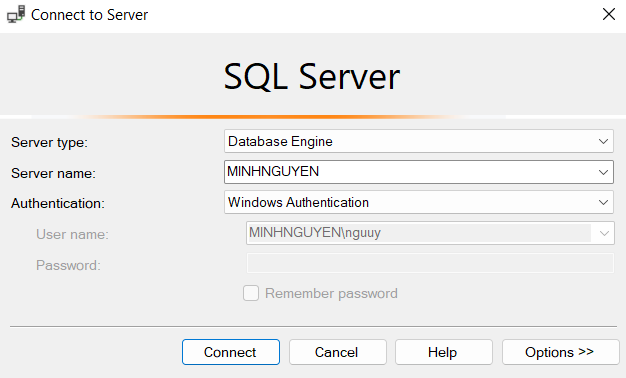 Connect to Server
SQL Server
Server type: Database Engine
Server name: MINHNGUYEN
Authentication: Windows Authentication
User name: MINHNGUYEN\nguuy
Password:
Remember password
Connect Cancel Help Options >>